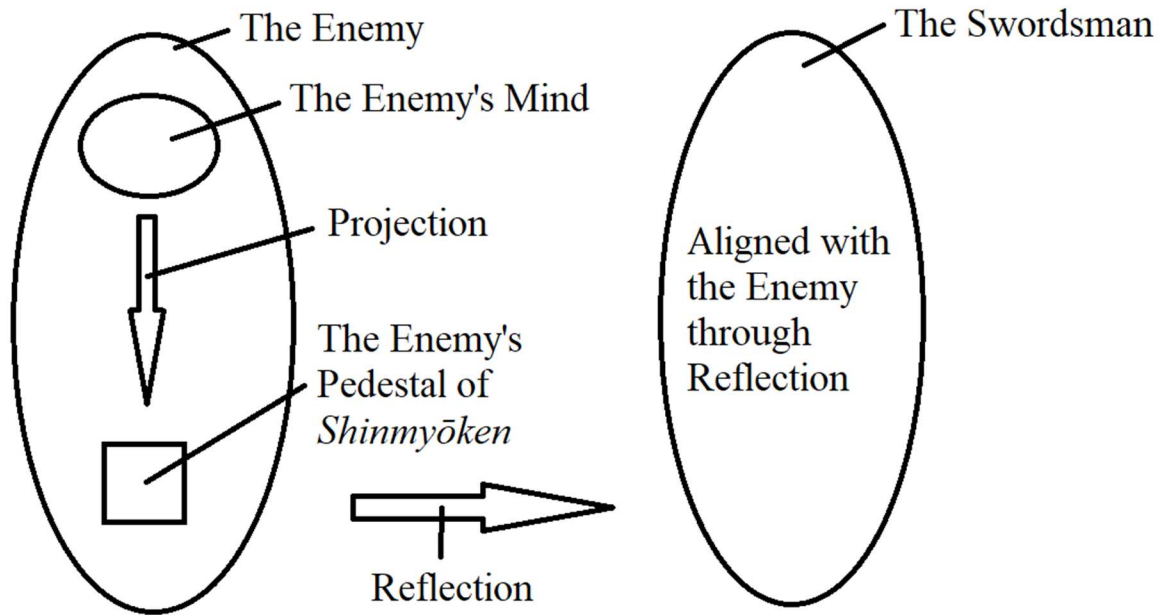 The Enemy
The Enemy's Mind
Projection
The Enemy's
Pedestal of
Shinmyōken
Reflection
The Swordsman
Aligned with
the Enemy
through
Reflection